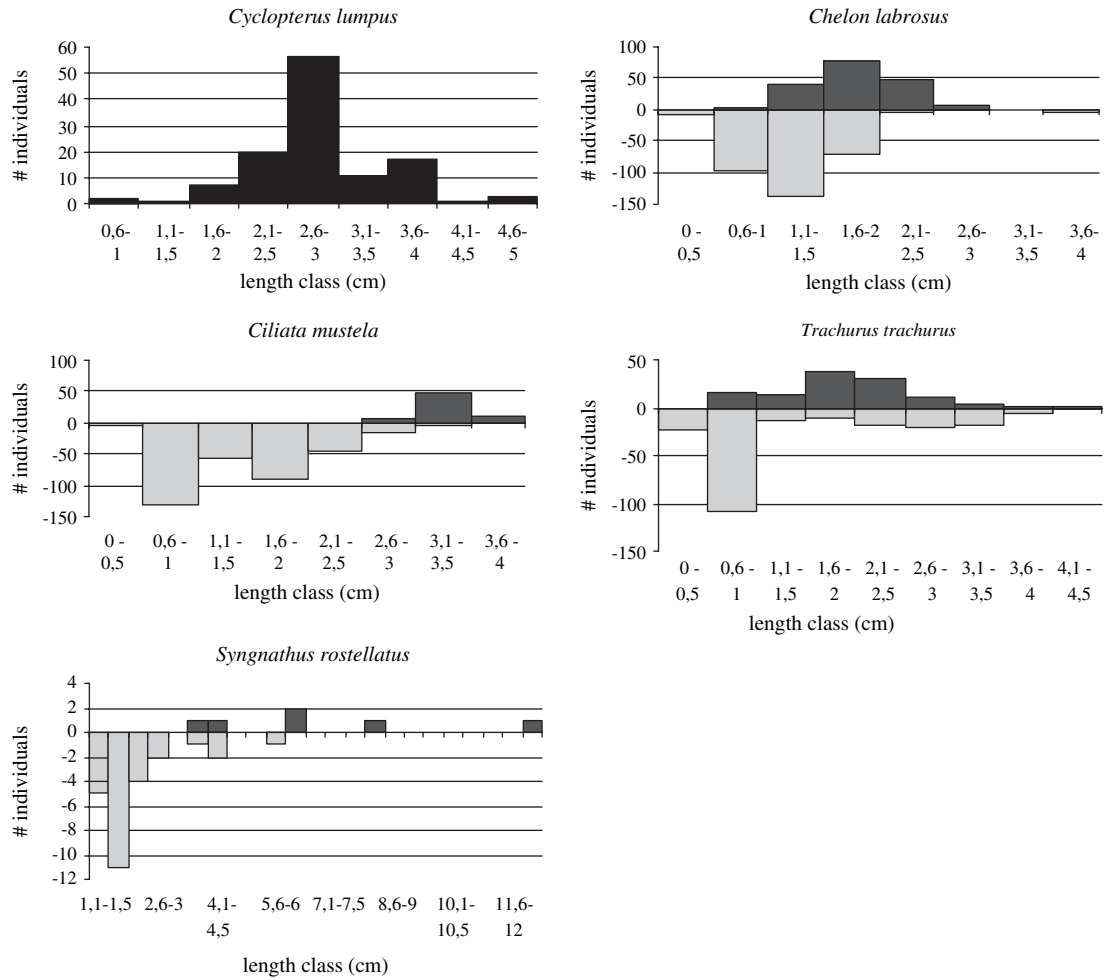 Cyclopterus lumpus
# individuals
60
50
40
30
20
10
0
0,6- 1,1- 1,6- 2,1- 2,6- 3,1- 3,6- 4,1- 4,6-
1 1,5 2 2,5 3 3,5 4 4,5 5
length class (cm)
Chelon labrosus
# individuals
100
50
0
-50
-100
-150
0 - 0,6-1 1,1- 1,6-2 2,1- 2,6- 3,1- 3,6-
0,5 1,5 2,5 3 3,5 4
length class (cm)
Ciliata mustela
# individuals
100
50
0
-50
-100
-150
0 - 0,6 - 1,1 - 1,6 - 2,1 - 2,6 - 3,1 - 3,6 -
0,5 1 1,5 2 2,5 3 3,5 4
length class (cm)
Trachurus trachurus
# individuals
50
0
-50
-100
-150
0 - 0,6 - 1,1 - 1,6 - 2,1 - 2,6 - 3,1 - 3,6 - 4,1 -
0,5 1 1,5 2 2,5 3 3,5 4 4,5
length class (cm)
Syngnathus rostellatus
# individuals
4
2
0
-2
-4
-6
-8
-10
-12
1,1-1,5 2,6-3 4,1- 5,6-6 7,1-7,5 8,6-9 10,1- 11,6-
4,5 10,5 12
length class (cm)